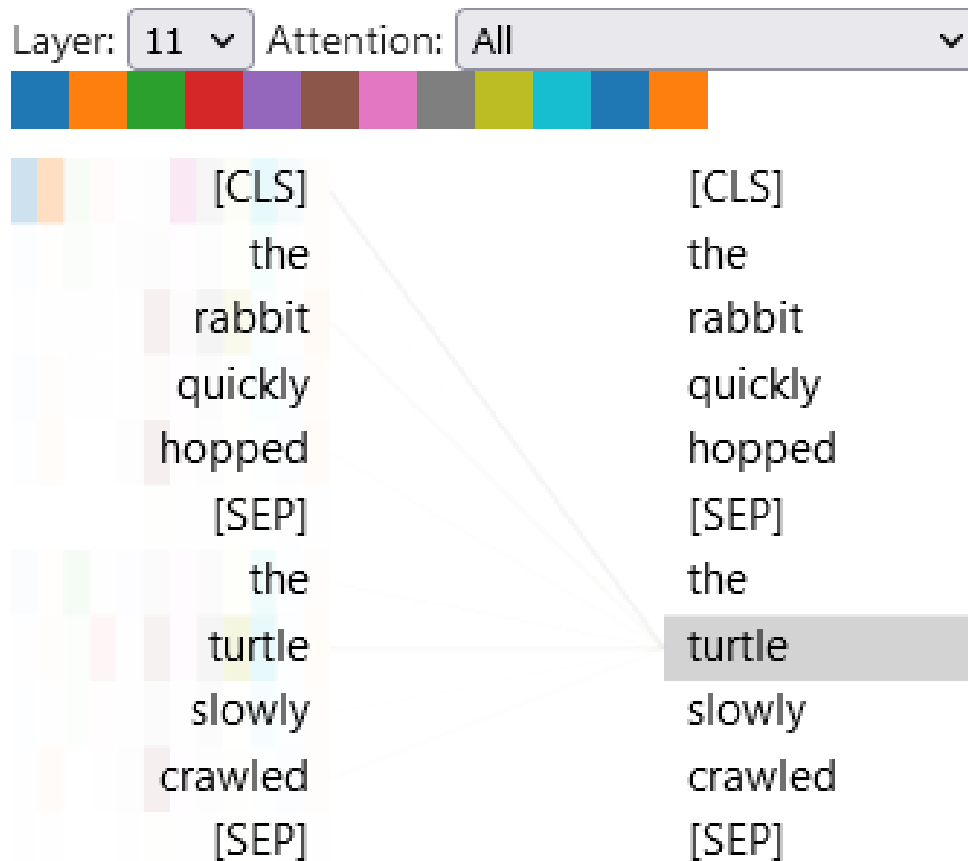 Layer: 11 Attention: All
[CLS] [CLS]
the the
rabbit rabbit
quickly quickly
hopped hopped
[SEP] [SEP]
the the
turtle turtle
slowly slowly
crawled crawled
[SEP] [SEP]